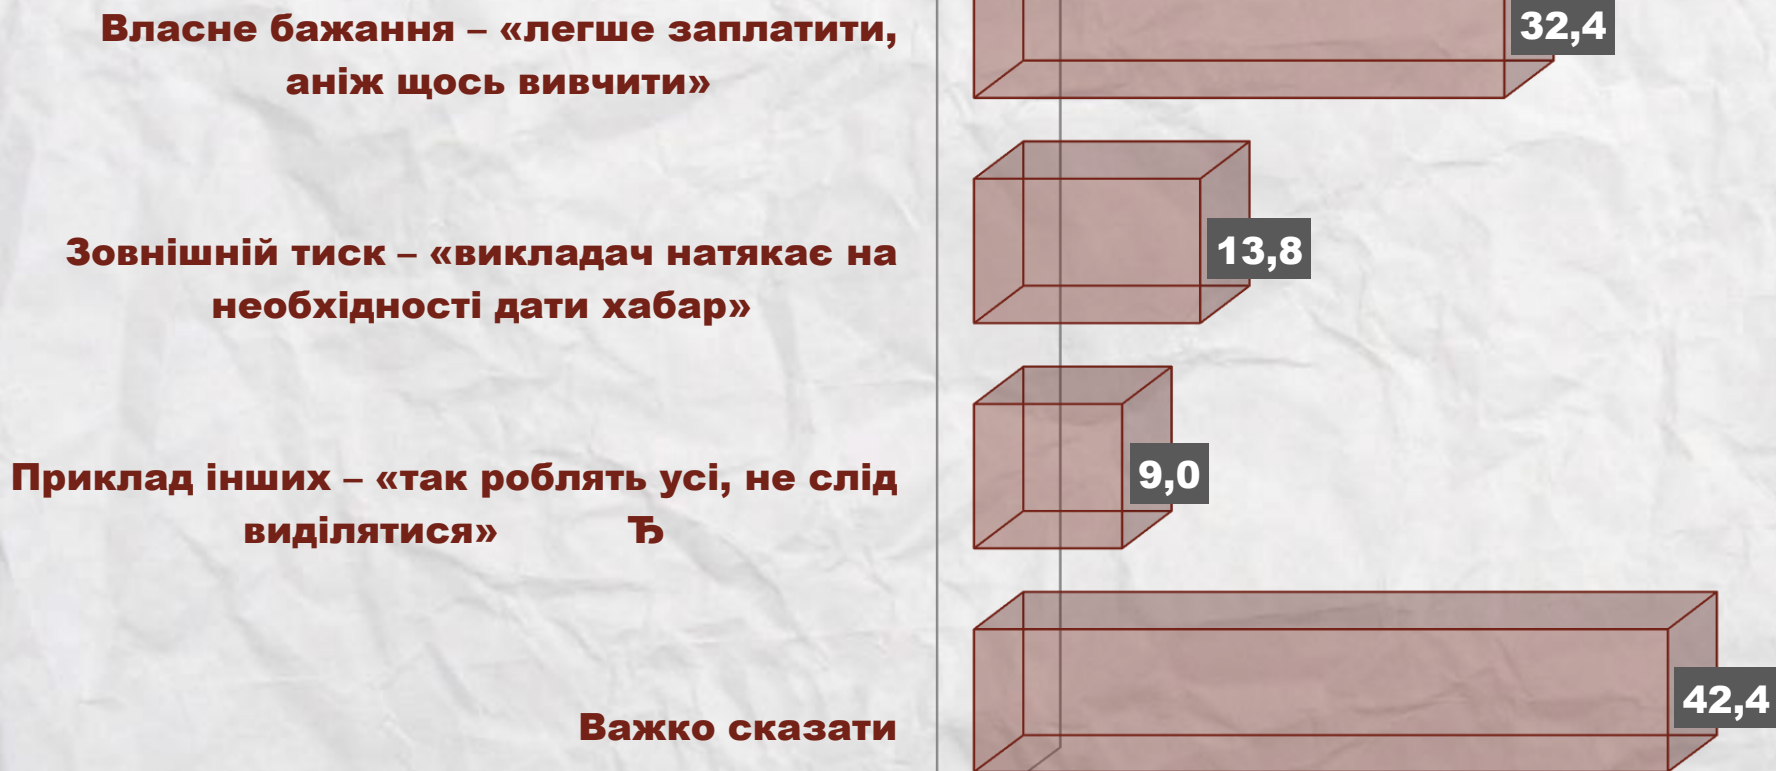 Власне бажання – «легше заплатити,
аніж щось вивчити»
32,4
Зовнішній тиск – «викладач натякає на
необхідності дати хабар»
13,8
Приклад інших – «так роблять усі, не слід
виділятися» Ђ
9,0
Важко сказати
42,4